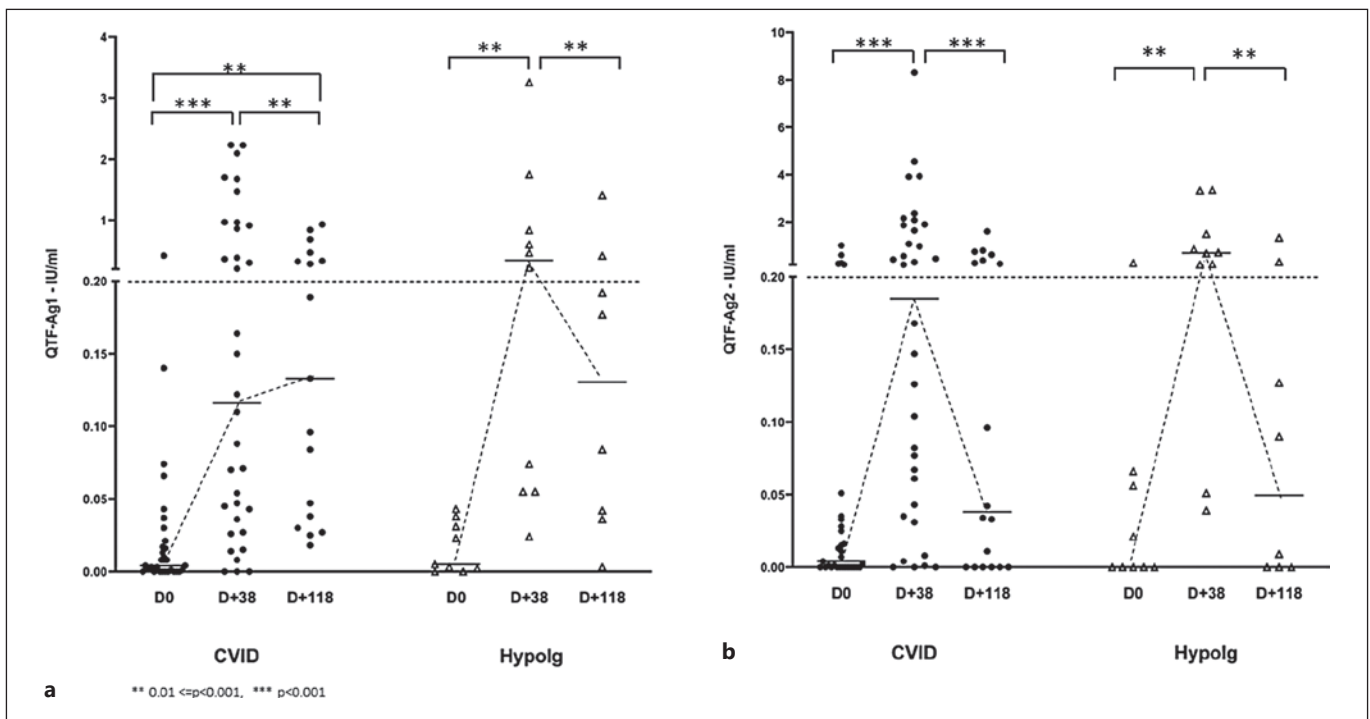 ** ** *** *** ** **
**
*** **
4
3
2
1
0.20
0.15
0.10
0.05
0.00
QTF-Ag1 - IU/ml
D0 D+38 D+118 D0 D+38 D+118
CVID HypoIg
a
** 0.01 <=p<0.001, *** p<0.001
10
8
6
4
2
0.20
0.15
0.10
0.05
0.00
QTF-Ag2 - IU/ml
D0 D+38 D+118 D0 D+38 D+118
CVID HypoIg
b